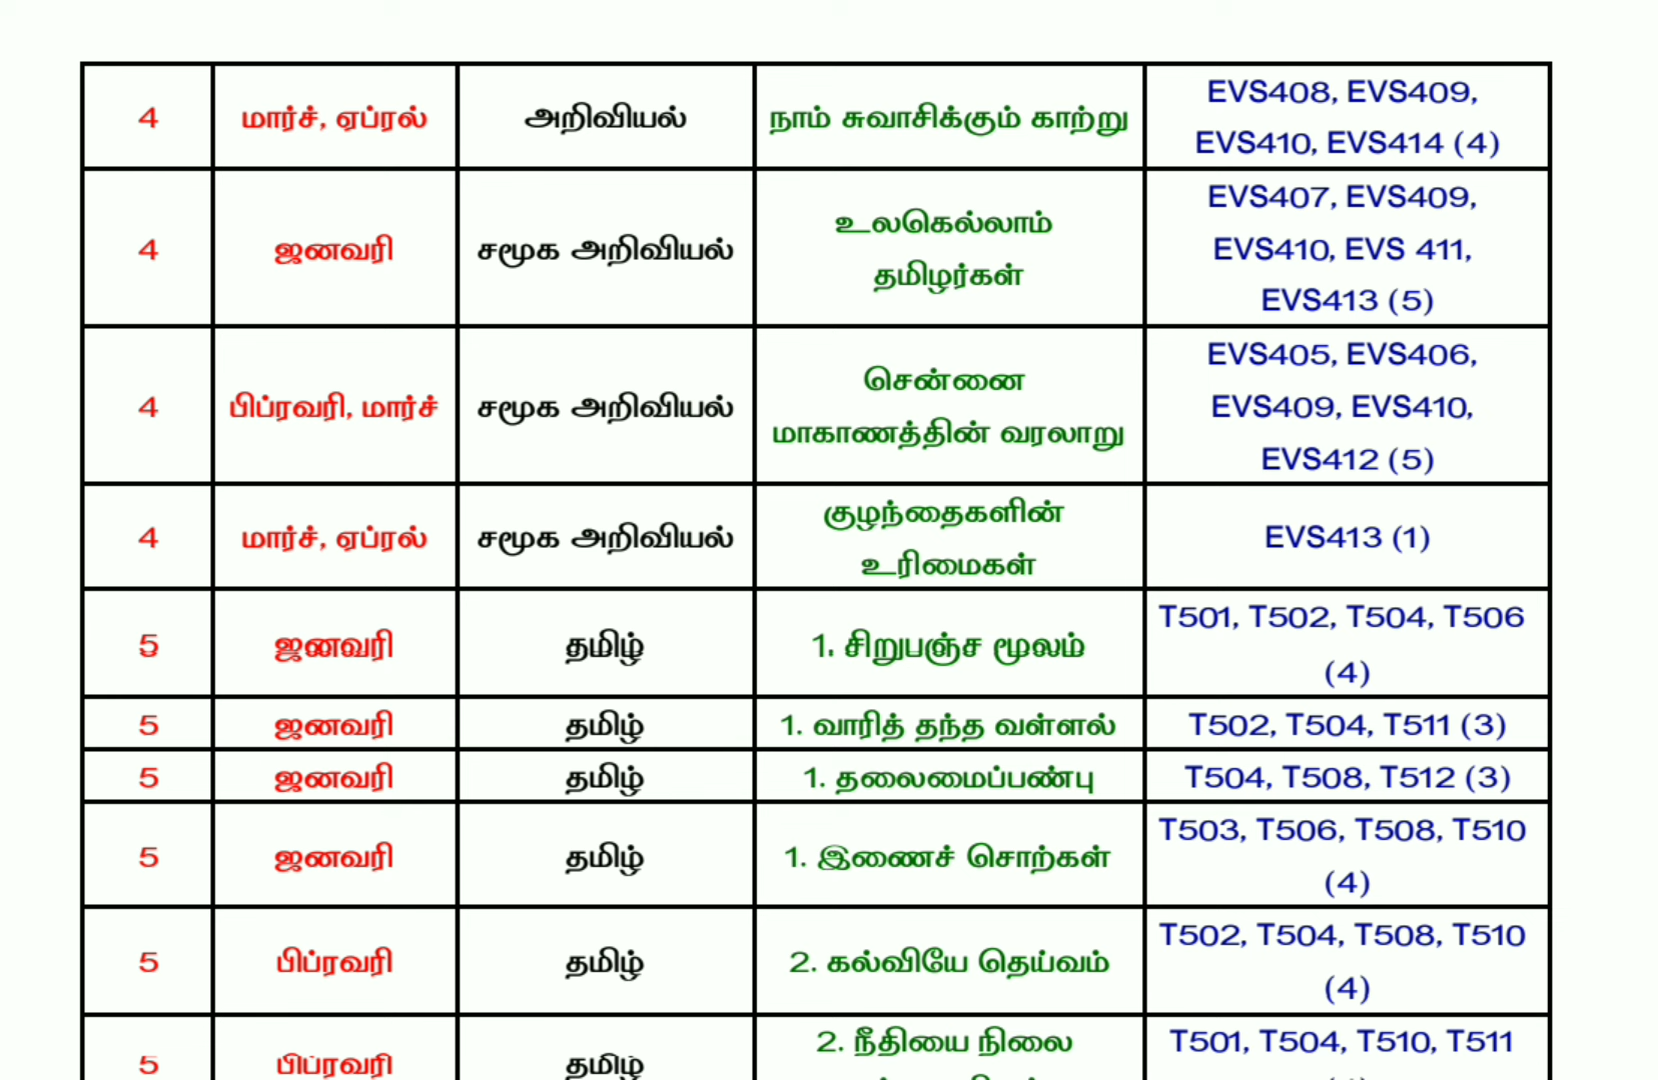 4 மார்ச், ஏப்ரல் அறிவியல் நாம் சுவாசிக்கும் காற்று EVS408, EVS409,
EVS410, EVS414 (4)
4 ஜனவரி சமூக அறிவியல் உலகெல்லாம்
தமிழர்கள் EVS407, EVS409,
EVS410, EVS 411,
EVS413 (5)
4 பிப்ரவரி, மார்ச் சமூக அறிவியல் சென்னை
மாகாணத்தின் வரலாறு EVS405, EVS406,
EVS409, EVS410,
EVS412 (5)
4 மார்ச், ஏப்ரல் சமூக அறிவியல் குழந்தைகளின்
உரிமைகள் EVS413 (1)
5 ஜனவரி தமிழ் 1. சிறுபஞ்ச மூலம் T501, T502, T504, T506
(4)
5 ஜனவரி தமிழ் 1. வாரித் தந்த வள்ளல் T502, T504, T511 (3)
5 ஜனவரி தமிழ் 1. தலைமைப்பண்பு T504, T508, T512 (3)
5 ஜனவரி தமிழ் 1. இணைச் சொற்கள் T503, T506, T508, T510
(4)
5 பிப்ரவரி தமிழ் 2. கல்வியே தெய்வம் T502, T504, T508, T510
(4)
5 பிப்ரவரி தமிழ் 2. நீதியை நிலை T501, T504, T510, T511